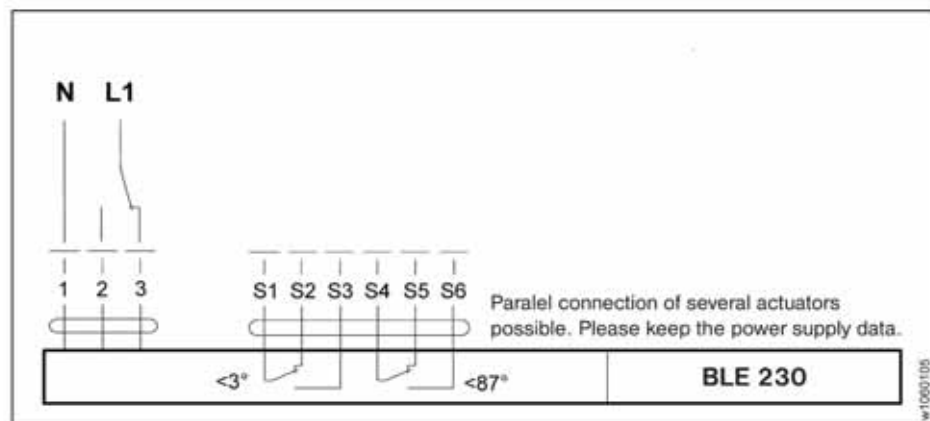 N L1
1 2 3 S1 S2 S3 S4 S5 S6
Paralel connection of several actuators
possible. Please keep the power supply data.
<3° <87° BLE 230
w1060105